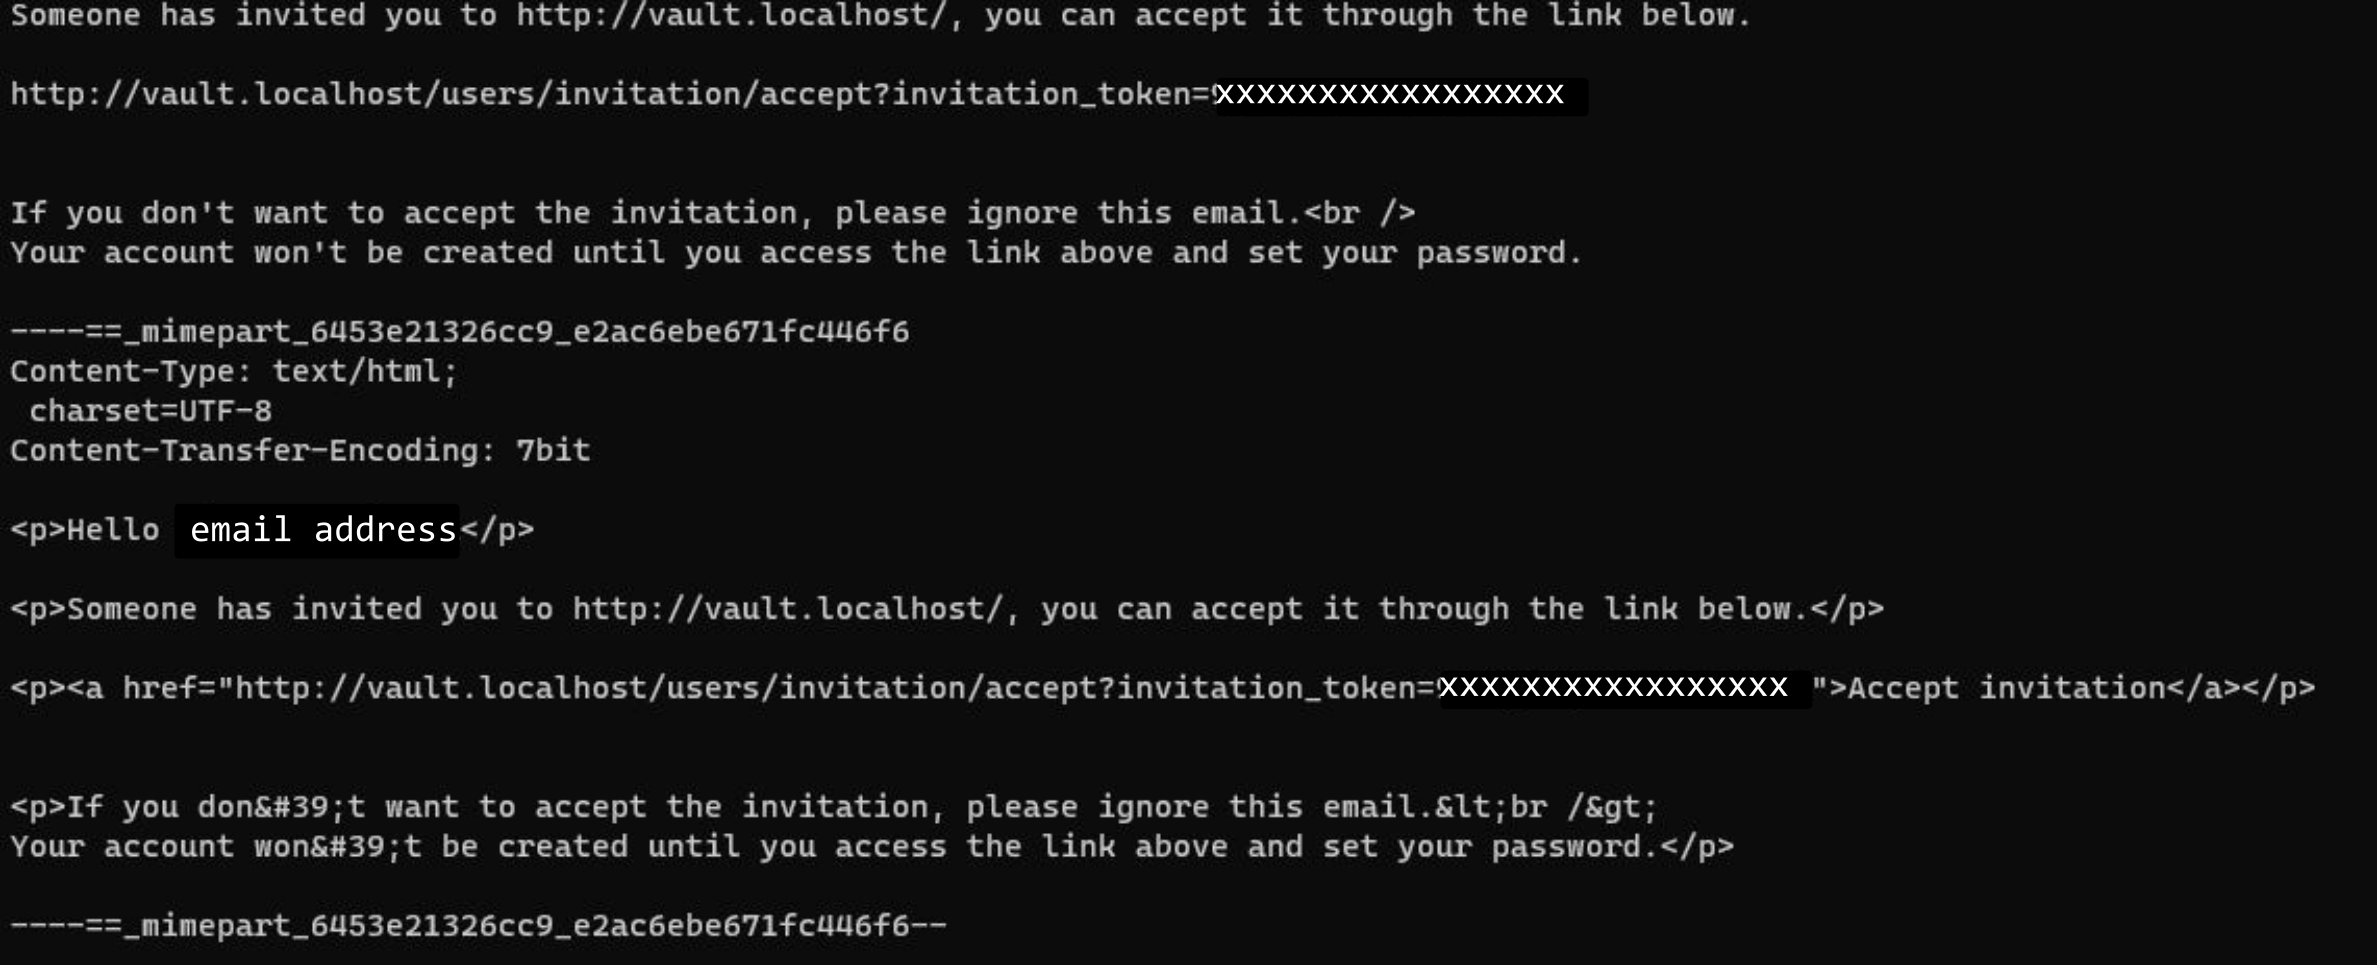 Someone has invited you to http://vault.localhost/, you can accept it through the link below.
http://vault.localhost/users/invitation/accept?invitation_token=xxxxxxxxxxxxxxxxx
If you don't want to accept the invitation, please ignore this email.<br />
Your account won't be created until you access the link above and set your password.
----==_mimepart_6453e21326cc9_e2ac6ebe671fc446f6
Content-Type: text/html;
 charset=UTF-8
Content-Transfer-Encoding: 7bit
<p>Hello email address</p>
<p>Someone has invited you to http://vault.localhost/, you can accept it through the link below.</p>
<p><a href="http://vault.localhost/users/invitation/accept?invitation_token=xxxxxxxxxxxxxxxxx ">Accept invitation</a></p>
<p>If you don&#39;t want to accept the invitation, please ignore this email.&lt;br /&gt;
Your account won&#39;t be created until you access the link above and set your password.</p>
----==_mimepart_6453e21326cc9_e2ac6ebe671fc446f6--